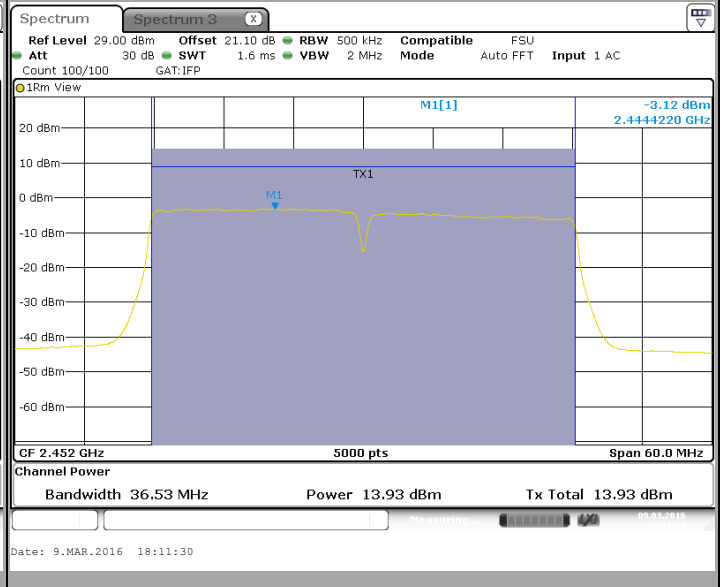 Spectrum Spectrum 3 X
Ref Level 29.00 dBm Offset 21.10 dB RBW 500 kHz Compatible FSU
Att 30 dB SWT 1.6 ms VBW 2 MHz Mode Auto FFT Input 1 AC
Count 100/100 GAT:IFP
1Rm View
M1[1] -3.12 dBm
2.4444220 GHz
20 dBm
10 dBm
TX1
M1
0 dBm
-10 dBm
-20 dBm
-30 dBm
-40 dBm
-50 dBm
-60 dBm
CF 2.452 GHz 5000 pts Span 60.0 MHz
Channel Power
Bandwidth 36.53 MHz Power 13.93 dBm Tx Total 13.93 dBm
Measuring... 09.03.2016
Date: 9.MAR.2016 18:11:30